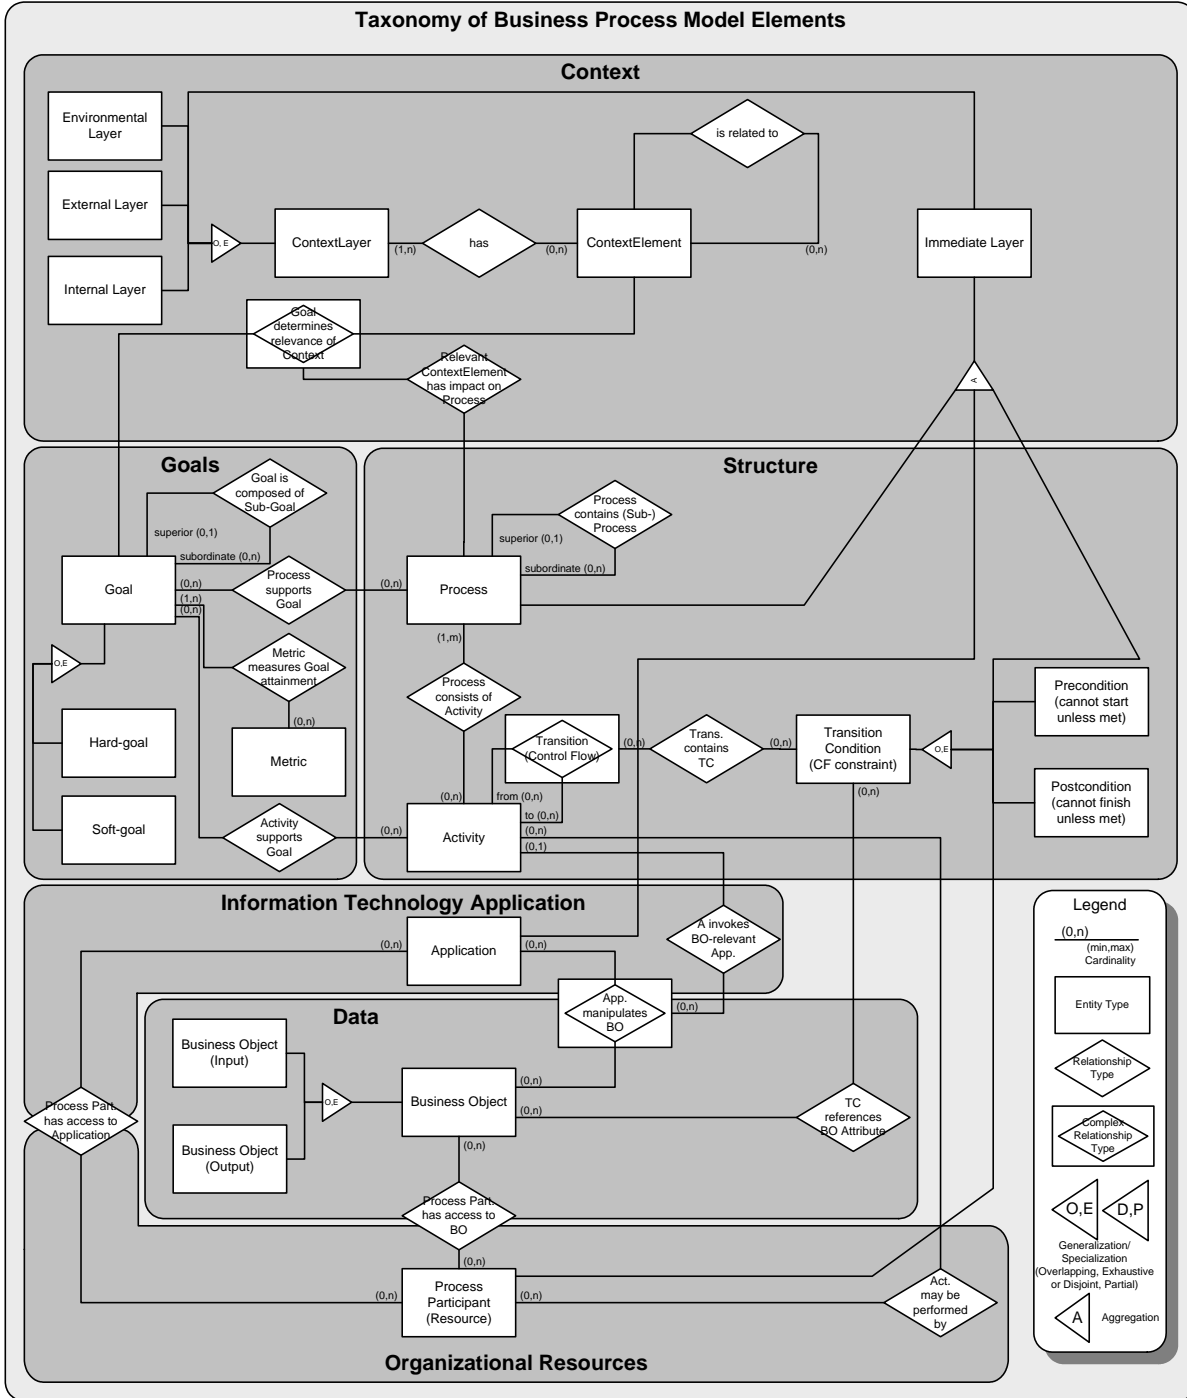 Taxonomy of Business Process Model Elements
Context
Environmental
Layer
External Layer
Internal Layer
O, E
ContextLayer
(1,n)
has
(0,n)
ContextElement
is related to
(0,n)
Immediate Layer
Goal
determines
relevance of
Context
Relevant
ContextElement
has impact on
Process
A
Goals
Goal is
composed of
Sub-Goal
superior (0,1)
subordinate (0,n)
Goal
(0,n)
(1,n)
(0,n)
Process
supports
Goal
(0,n)
O,E
Metric
measures Goal
attainment
(0,n)
Metric
Hard-goal
Soft-goal
Activity
supports
Goal
(0,n)
Structure
Process
contains (Sub-)
Process
superior (0,1)
subordinate (0,n)
Process
(1,m)
Process
consists of
Activity
(0,n)
Transition
(Control Flow)
from (0,n)
to (0,n)
(0,n)
(0,1)
Activity
(0,n)
Trans.
contains
TC
(0,n)
Transition
Condition
(CF constraint)
(0,n)
O,E
Precondition
(cannot start
unless met)
Postcondition
(cannot finish
unless met)
Information Technology Application
(0,n)
Application
(0,n)
A invokes
BO-relevant
App.
(0,n)
App.
manipulates
BO
Data
Business Object
(Input)
Business Object
(Output)
O,E
Business Object
(0,n)
(0,n)
(0,n)
TC
references
BO Attribute
Process Part.
has access to
Application
Process Part.
has access to
BO
(0,n)
(0,n)
Process
Participant
(Resource)
(0,n)
Act.
may be
performed
by
Organizational Resources
Legend
(0,n)
(min,max)
Cardinality
Entity Type
Relationship
Type
Complex
Relationship
Type
O,E
D,P
Generalization/
Specialization
(Overlapping, Exhaustive
or Disjoint, Partial)
A
Aggregation